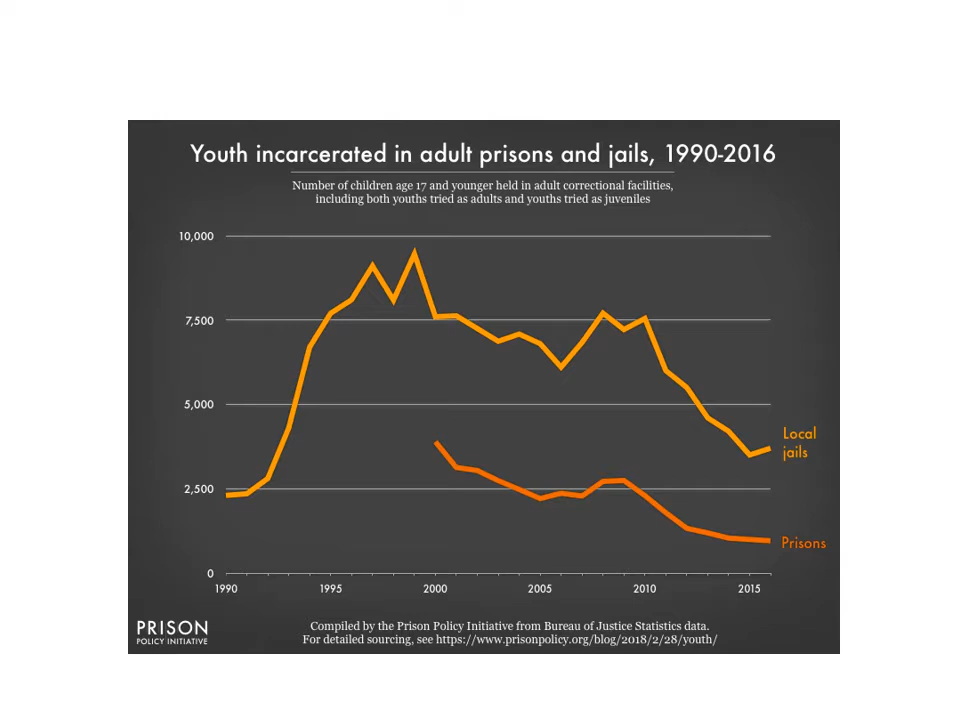 Youth incarcerated in adult prisons and jails, 1990-2016
Number of children age 17 and younger held in adult correctional facilities,
including both youths tried as adults and youths tried as juveniles
10,000
7,500
5,000
Local
jails
2,500
Prisons
0
1990
1995
2000
2005
2010
2015
PRISON
POLICY INITIATIVE
Compiled by the Prison Policy Initiative from Bureau of Justice Statistics data.
For detailed sourcing, see https://www.prisonpolicy.org/blog/2018/2/28/youth/